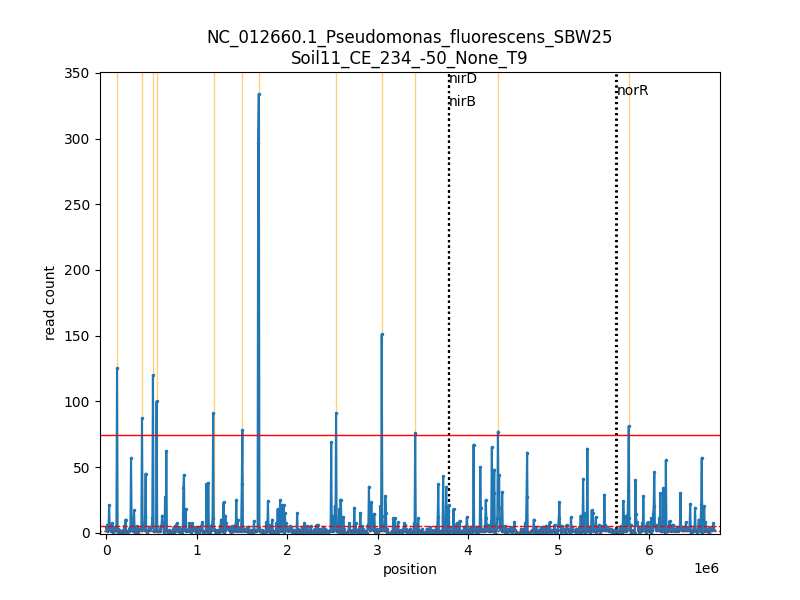 NC_012660.1_Pseudomonas_fluorescens_SBW25
Soil11_CE_234_-50_None_T9
350
300
250
200
150
100
50
0
read count
nirD
nirB
norR
0
1
2
3
4
5
6
1e6
position